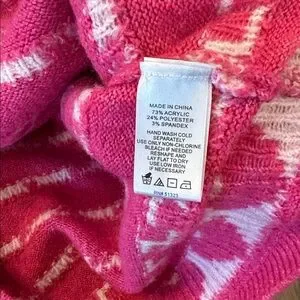 MADE IN CHINA
73% ACRYLIC
24% POLYESTER
3% SPANDEX
HAND WASH COLD
SEPARATELY
USE ONLY NON-CHLORINE
BLEACH IF NEEDED
RESHAPE AND
LAY FLAT TO DRY
USE LOW IRON
IF NECESSARY